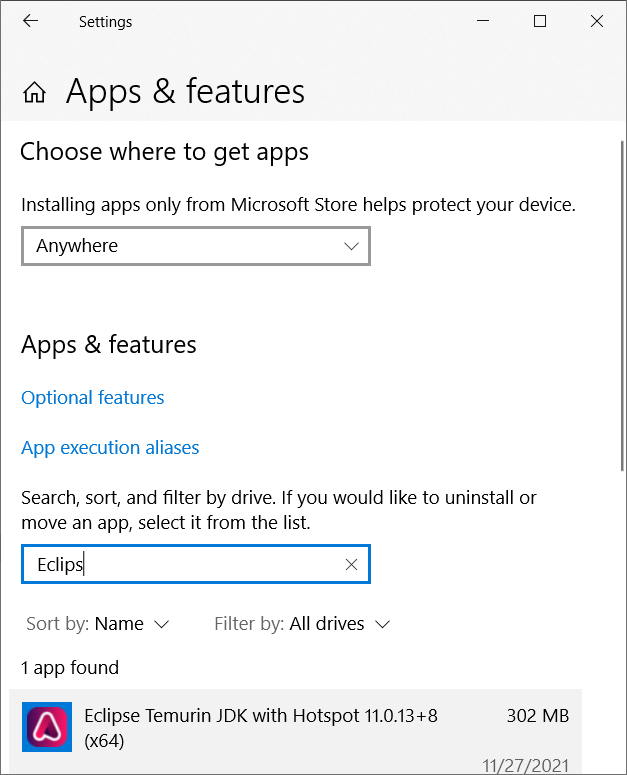 Settings
Apps & features
Choose where to get apps
Installing apps only from Microsoft Store helps protect your device.
Anywhere
Apps & features
Optional features
App execution aliases
Search, sort, and filter by drive. If you would like to uninstall or
move an app, select it from the list.
Eclips
Sort by: Name Filter by: All drives
1 app found
Eclipse Temurin JDK with Hotspot 11.0.13+8 302 MB
(x64)
11/27/2021